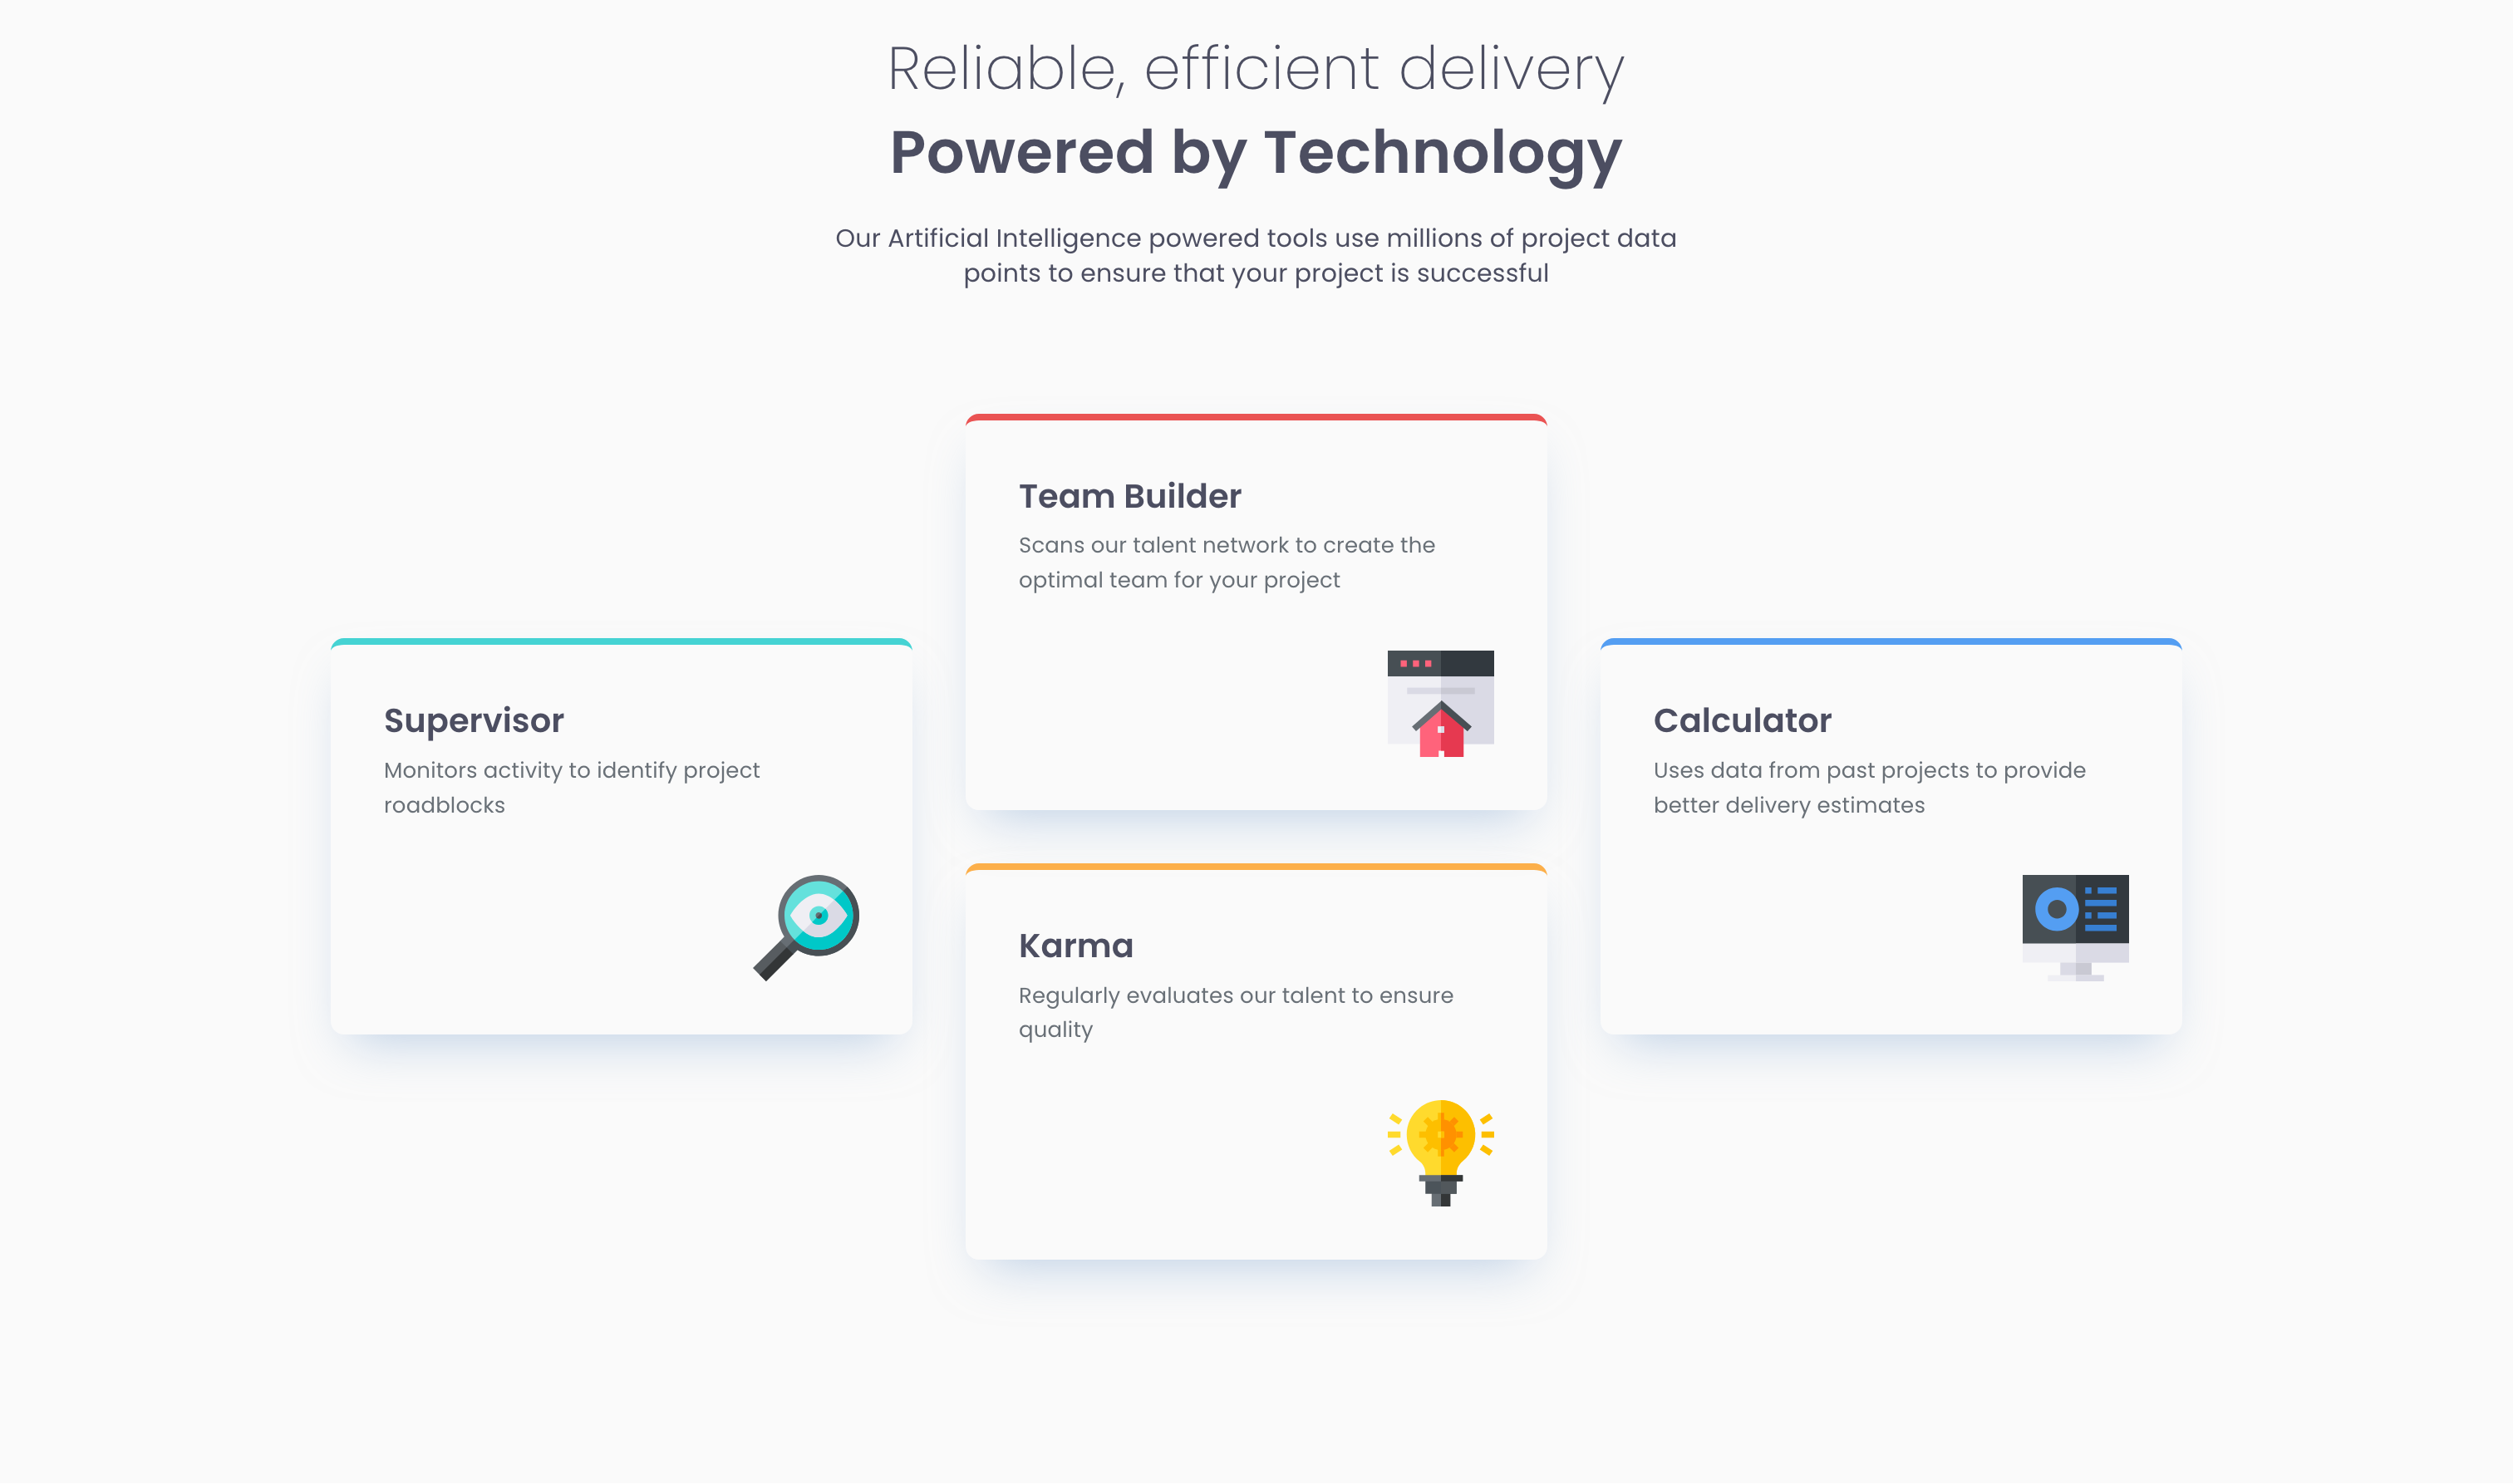 Reliable, efficient delivery
Powered by Technology
Our Artificial Intelligence powered tools use millions of project data
points to ensure that your project is successful
Supervisor
Monitors activity to identify project
roadblocks
Team Builder
Scans our talent network to create the
optimal team for your project
Karma
Regularly evaluates our talent to ensure
quality
Calculator
Uses data from past projects to provide
better delivery estimates